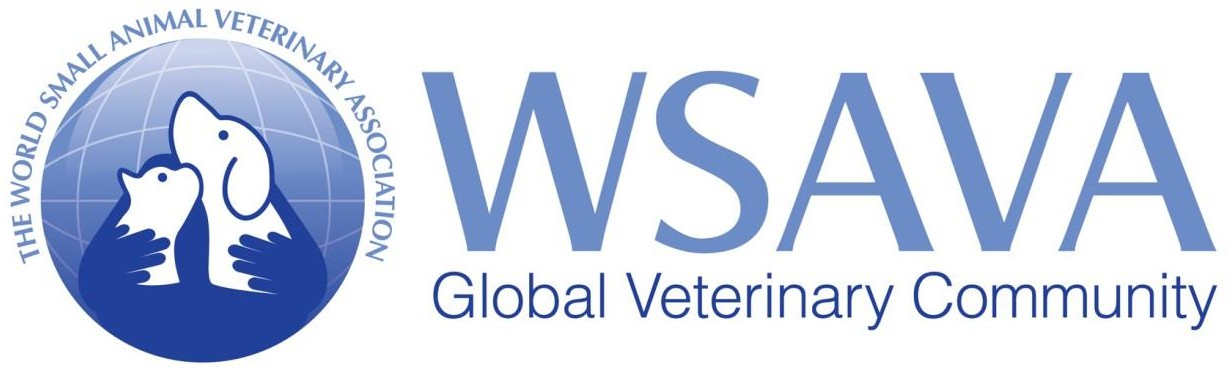 THE WORLD SMALL ANIMAL VETERINARY ASSOCIATION
WSAVA
Global Veterinary Community